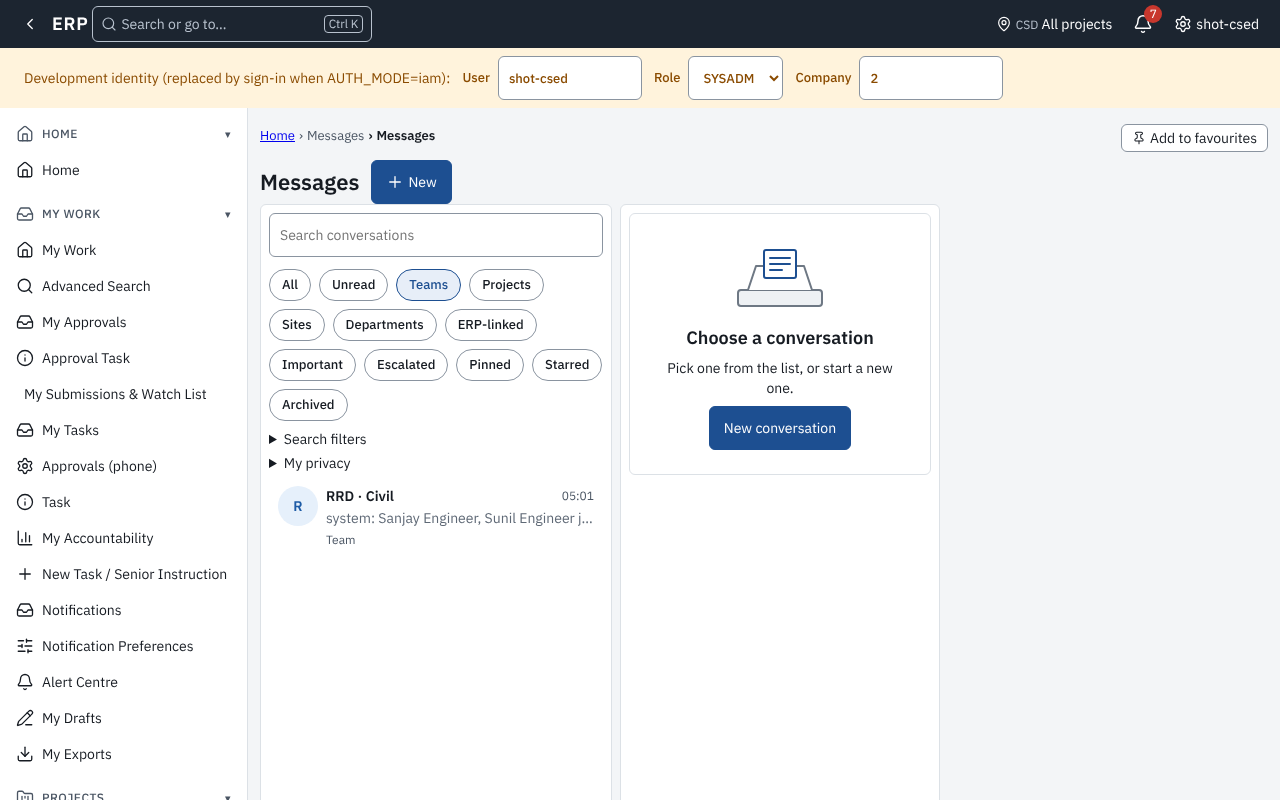 ERP
Search or go to...
Ctrl K
CSD All projects
7
shot-csed
Development identity (replaced by sign-in when AUTH_MODE=iam):
User
shot-csed
Role
SYSADM
Company
2
HOME
Home
MY WORK
My Work
Advanced Search
My Approvals
Approval Task
My Submissions & Watch List
My Tasks
Approvals (phone)
Task
My Accountability
New Task / Senior Instruction
Notifications
Notification Preferences
Alert Centre
My Drafts
My Exports
PROJECTS
Home › Messages › Messages
Add to favourites
Messages
New
Search conversations
All
Unread
Teams
Projects
Sites
Departments
ERP-linked
Important
Escalated
Pinned
Starred
Archived
Search filters
My privacy
R
RRD · Civil
05:01
system: Sanjay Engineer, Sunil Engineer j...
Team
Choose a conversation
Pick one from the list, or start a new
one.
New conversation